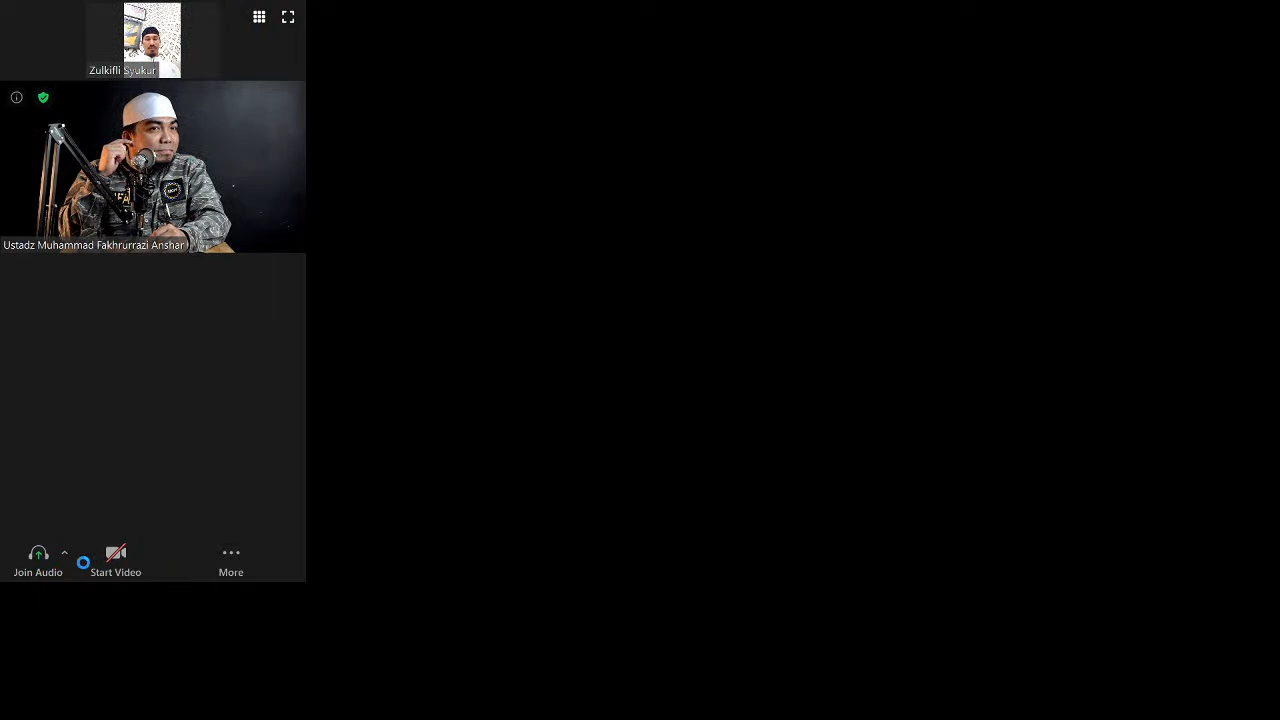 Zulkifli Syukur
Ustadz Muhammad Fakhrurrazi Anshar
Join Audio
Start Video
More